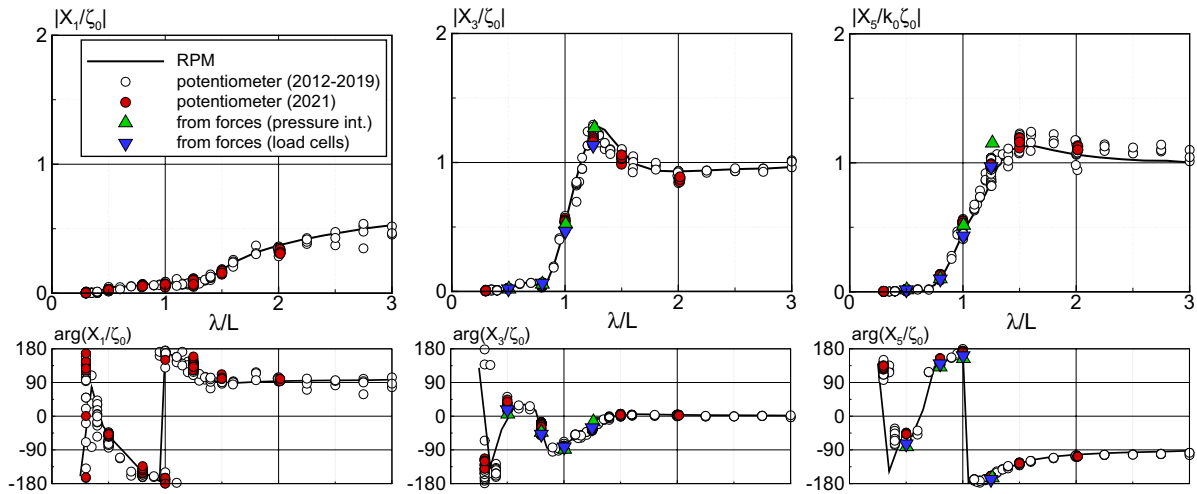 |X₁/ζ₀|
2
1
0
RPM
potentiometer (2012-2019)
potentiometer (2021)
from forces (pressure int.)
from forces (load cells)
0 1 2 3
λ/L
arg(X₁/ζ₀)
180
90
0
-90
-180
|X₃/ζ₀|
2
1
0
0 1 2 3
λ/L
arg(X₃/ζ₀)
180
90
0
-90
-180
|X₅/k₀ζ₀|
2
1
0
0 1 2 3
λ/L
arg(X₅/ζ₀)
180
90
0
-90
-180